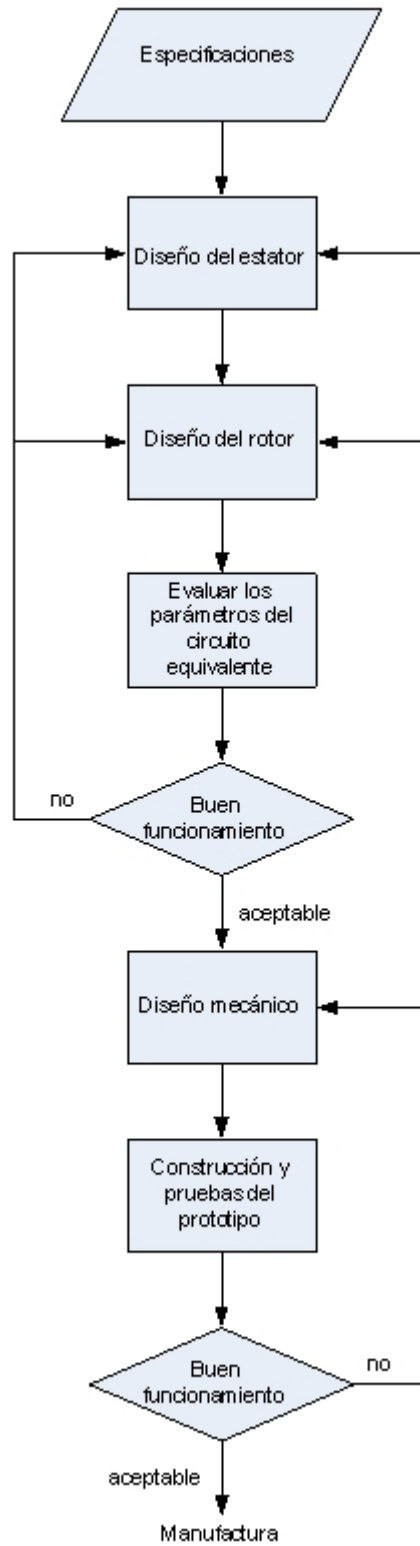 Especificaciones
Diseño del estator
Diseño del rotor
Evaluar los
parámetros del
circuito
equivalente
no
Buen
funcionamiento
aceptable
Diseño mecánico
Construcción y
pruebas del
prototipo
Buen
funcionamiento
no
aceptable
Manufactura